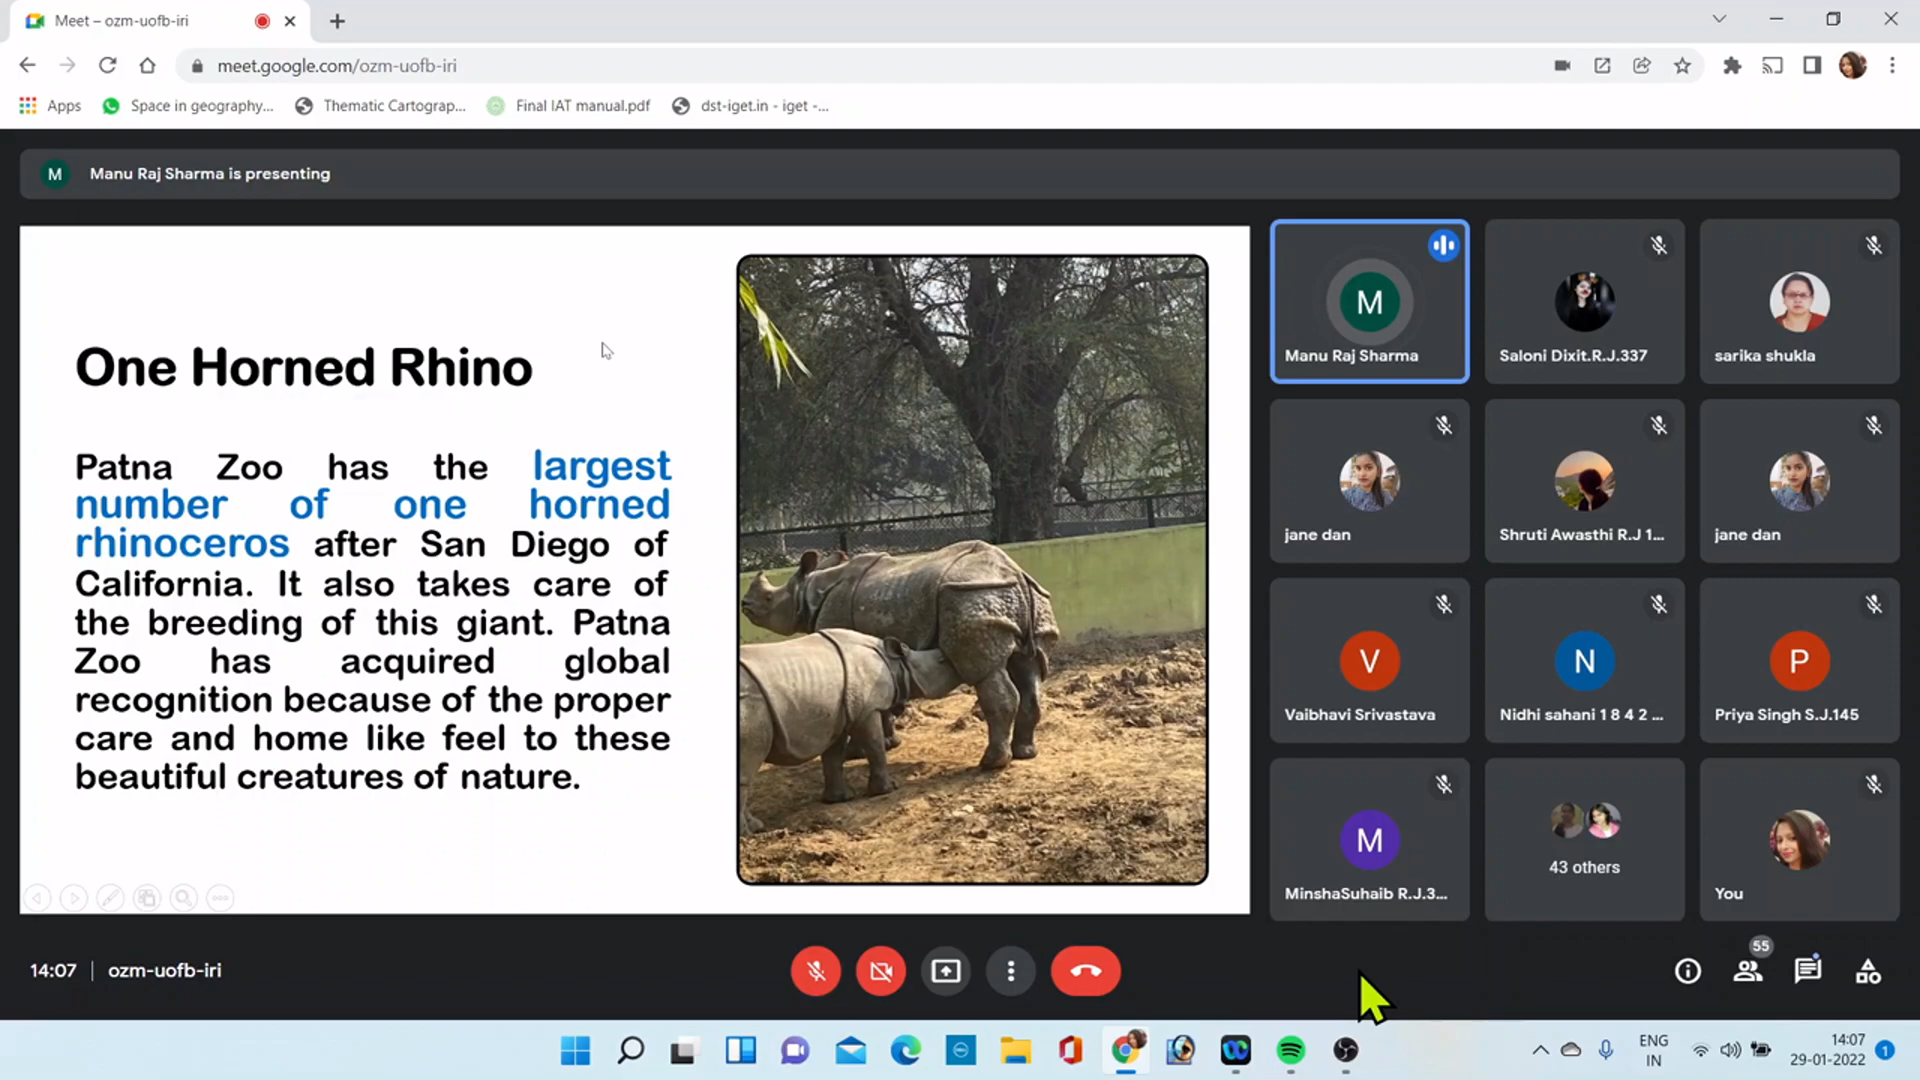 Meet – ozm-uofb-iri
meet.google.com/ozm-uofb-iri
Apps
Space in geography...
Thematic Cartograp...
Final IAT manual.pdf
dst-iget.in - iget -...
M
Manu Raj Sharma is presenting
One Horned Rhino
Patna Zoo has the largest
number of one horned
rhinoceros after San Diego of
California. It also takes care of
the breeding of this giant. Patna
Zoo has acquired global
recognition because of the proper
care and home like feel to these
beautiful creatures of nature.
M
Manu Raj Sharma
Saloni Dixit.R.J.337
sarika shukla
jane dan
Shruti Awasthi R.J 1...
jane dan
V
Vaibhavi Srivastava
N
Nidhi sahani 1 8 4 2 ...
P
Priya Singh S.J.145
M
MinshaSuhaib R.J.3...
43 others
You
14:07 | ozm-uofb-iri
55
ENG
IN
14:07
29-01-2022
1